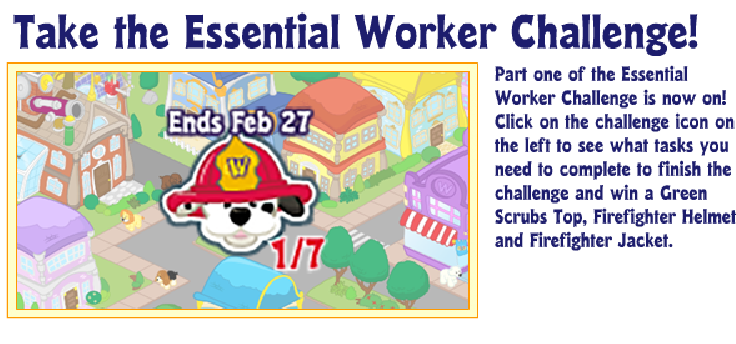 Take the Essential Worker Challenge!
Ends Feb 27
W
1/7
Part one of the Essential
Worker Challenge is now on!
Click on the challenge icon on
the left to see what tasks you
need to complete to finish the
challenge and win a Green
Scrubs Top, Firefighter Helmet
and Firefighter Jacket.